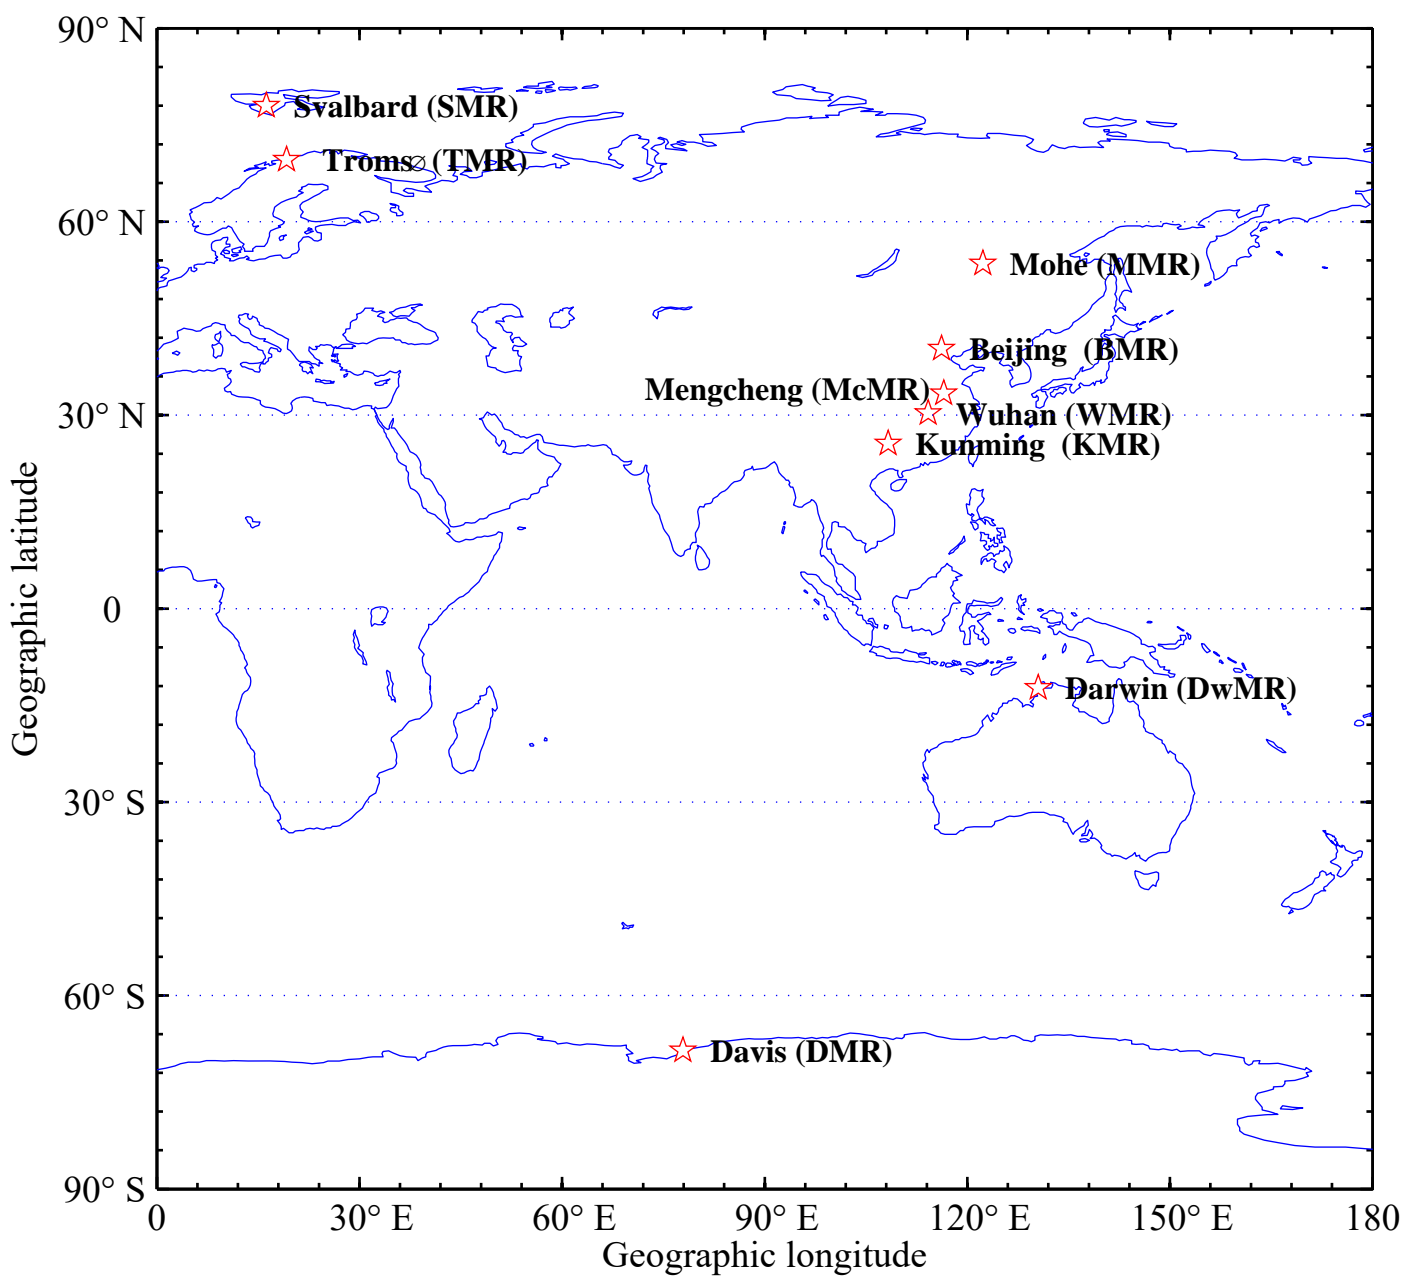 90° N
Svalbard (SMR)
Tromsø (TMR)
60° N
Mohe (MMR)
Beijing (BMR)
Mengcheng (McMR)
30° N
Wuhan (WMR)
Kunming (KMR)
Geographic latitude
0
Darwin (DwMR)
30° S
60° S
Davis (DMR)
90° S
0 30° E 60° E 90° E 120° E 150° E 180
Geographic longitude